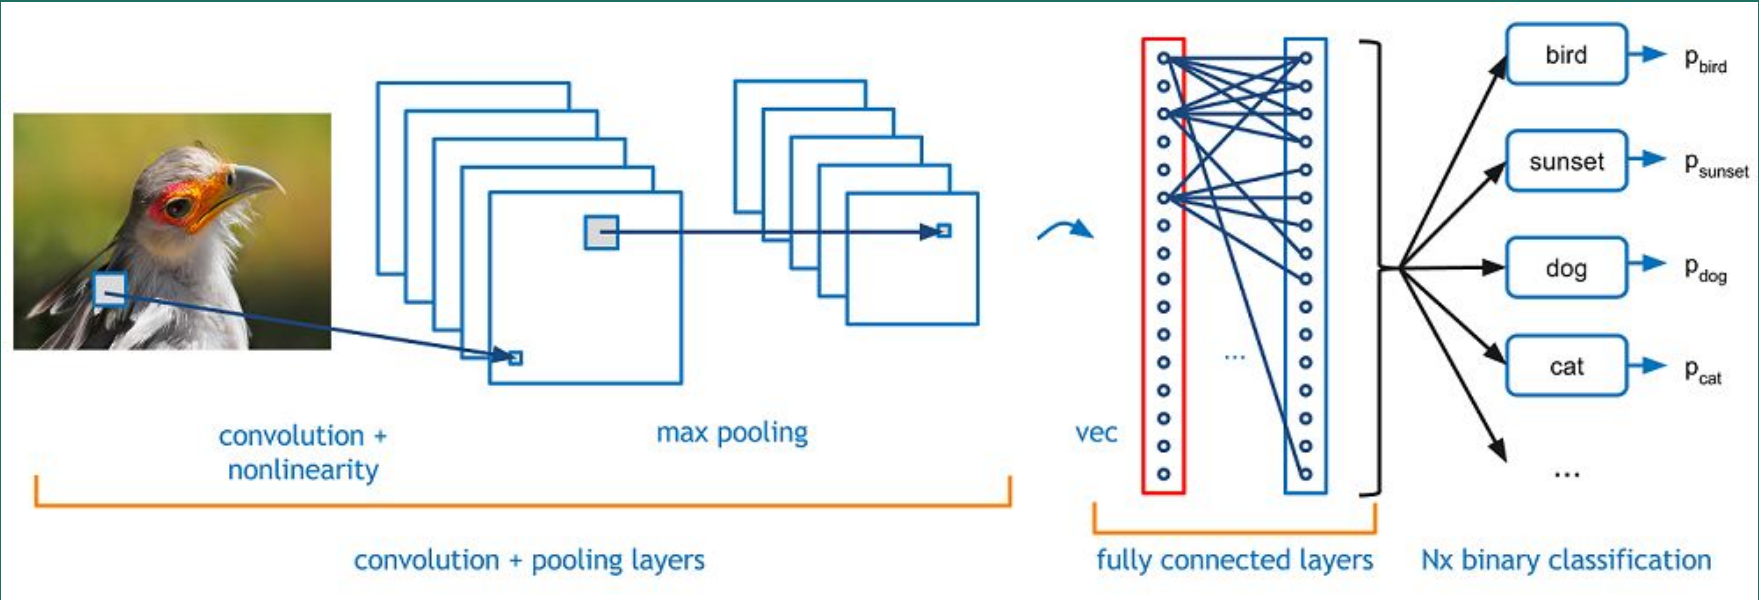 convolution +
nonlinearity
max pooling
convolution + pooling layers
vec
...
fully connected layers
bird
p_bird
sunset
p_sunset
dog
p_dog
cat
p_cat
...
Nx binary classification